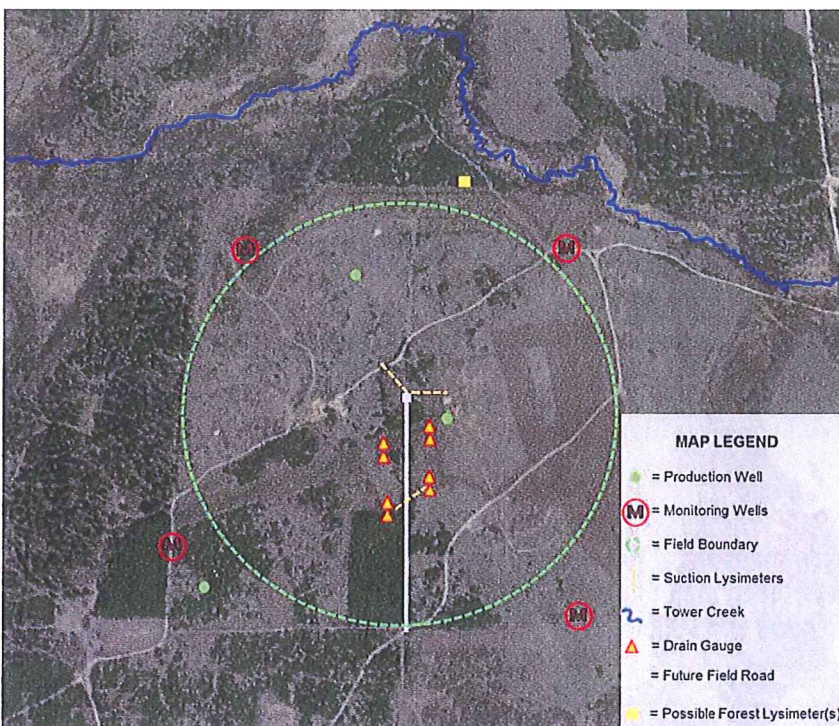 M
M
M
M
MAP LEGEND
= Production Well
M = Monitoring Wells
= Field Boundary
= Suction Lysimeters
= Tower Creek
= Drain Gauge
= Future Field Road
= Possible Forest Lysimeter(s)